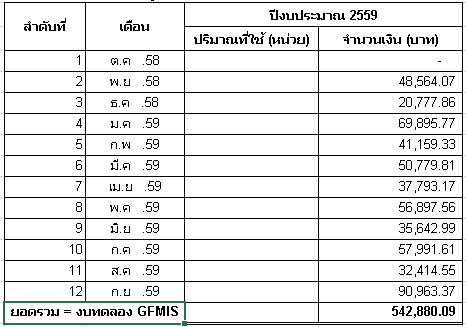 ลำดับที่ เดือน ปีงบประมาณ 2559
ปริมาณที่ใช้ (หน่วย) จำนวนเงิน (บาท)
1 ต.ค .58 -
2 พ.ย .58 48,564.07
3 ธ.ค .58 20,777.86
4 ม.ค .59 69,895.77
5 ก.พ .59 41,159.33
6 มี.ค .59 50,779.81
7 เม.ย .59 37,793.17
8 พ.ค .59 56,897.56
9 มิ.ย .59 35,642.99
10 ก.ค .59 57,991.61
11 ส.ค .59 32,414.55
12 ก.ย .59 90,963.37
ยอดรวม = งบทดลอง GFMIS 542,880.09